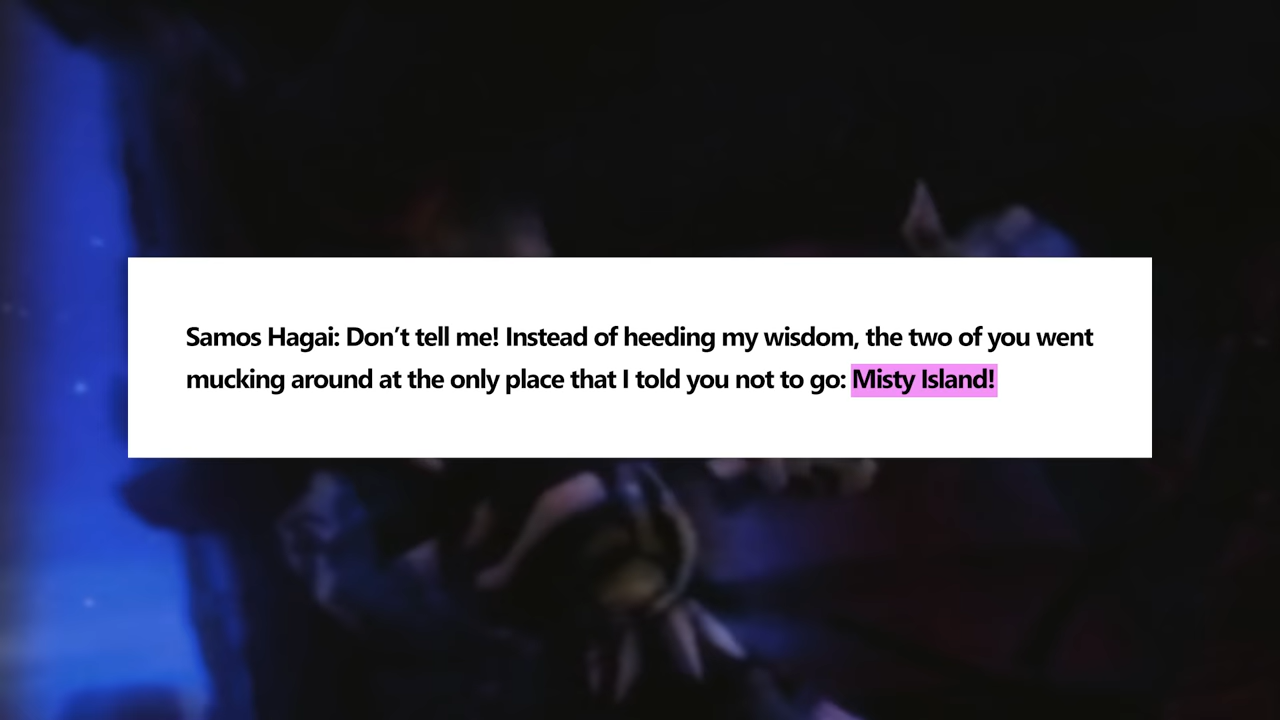 Samos Hagai: Don’t tell me! Instead of heeding my wisdom, the two of you went
mucking around at the only place that I told you not to go: Misty Island!